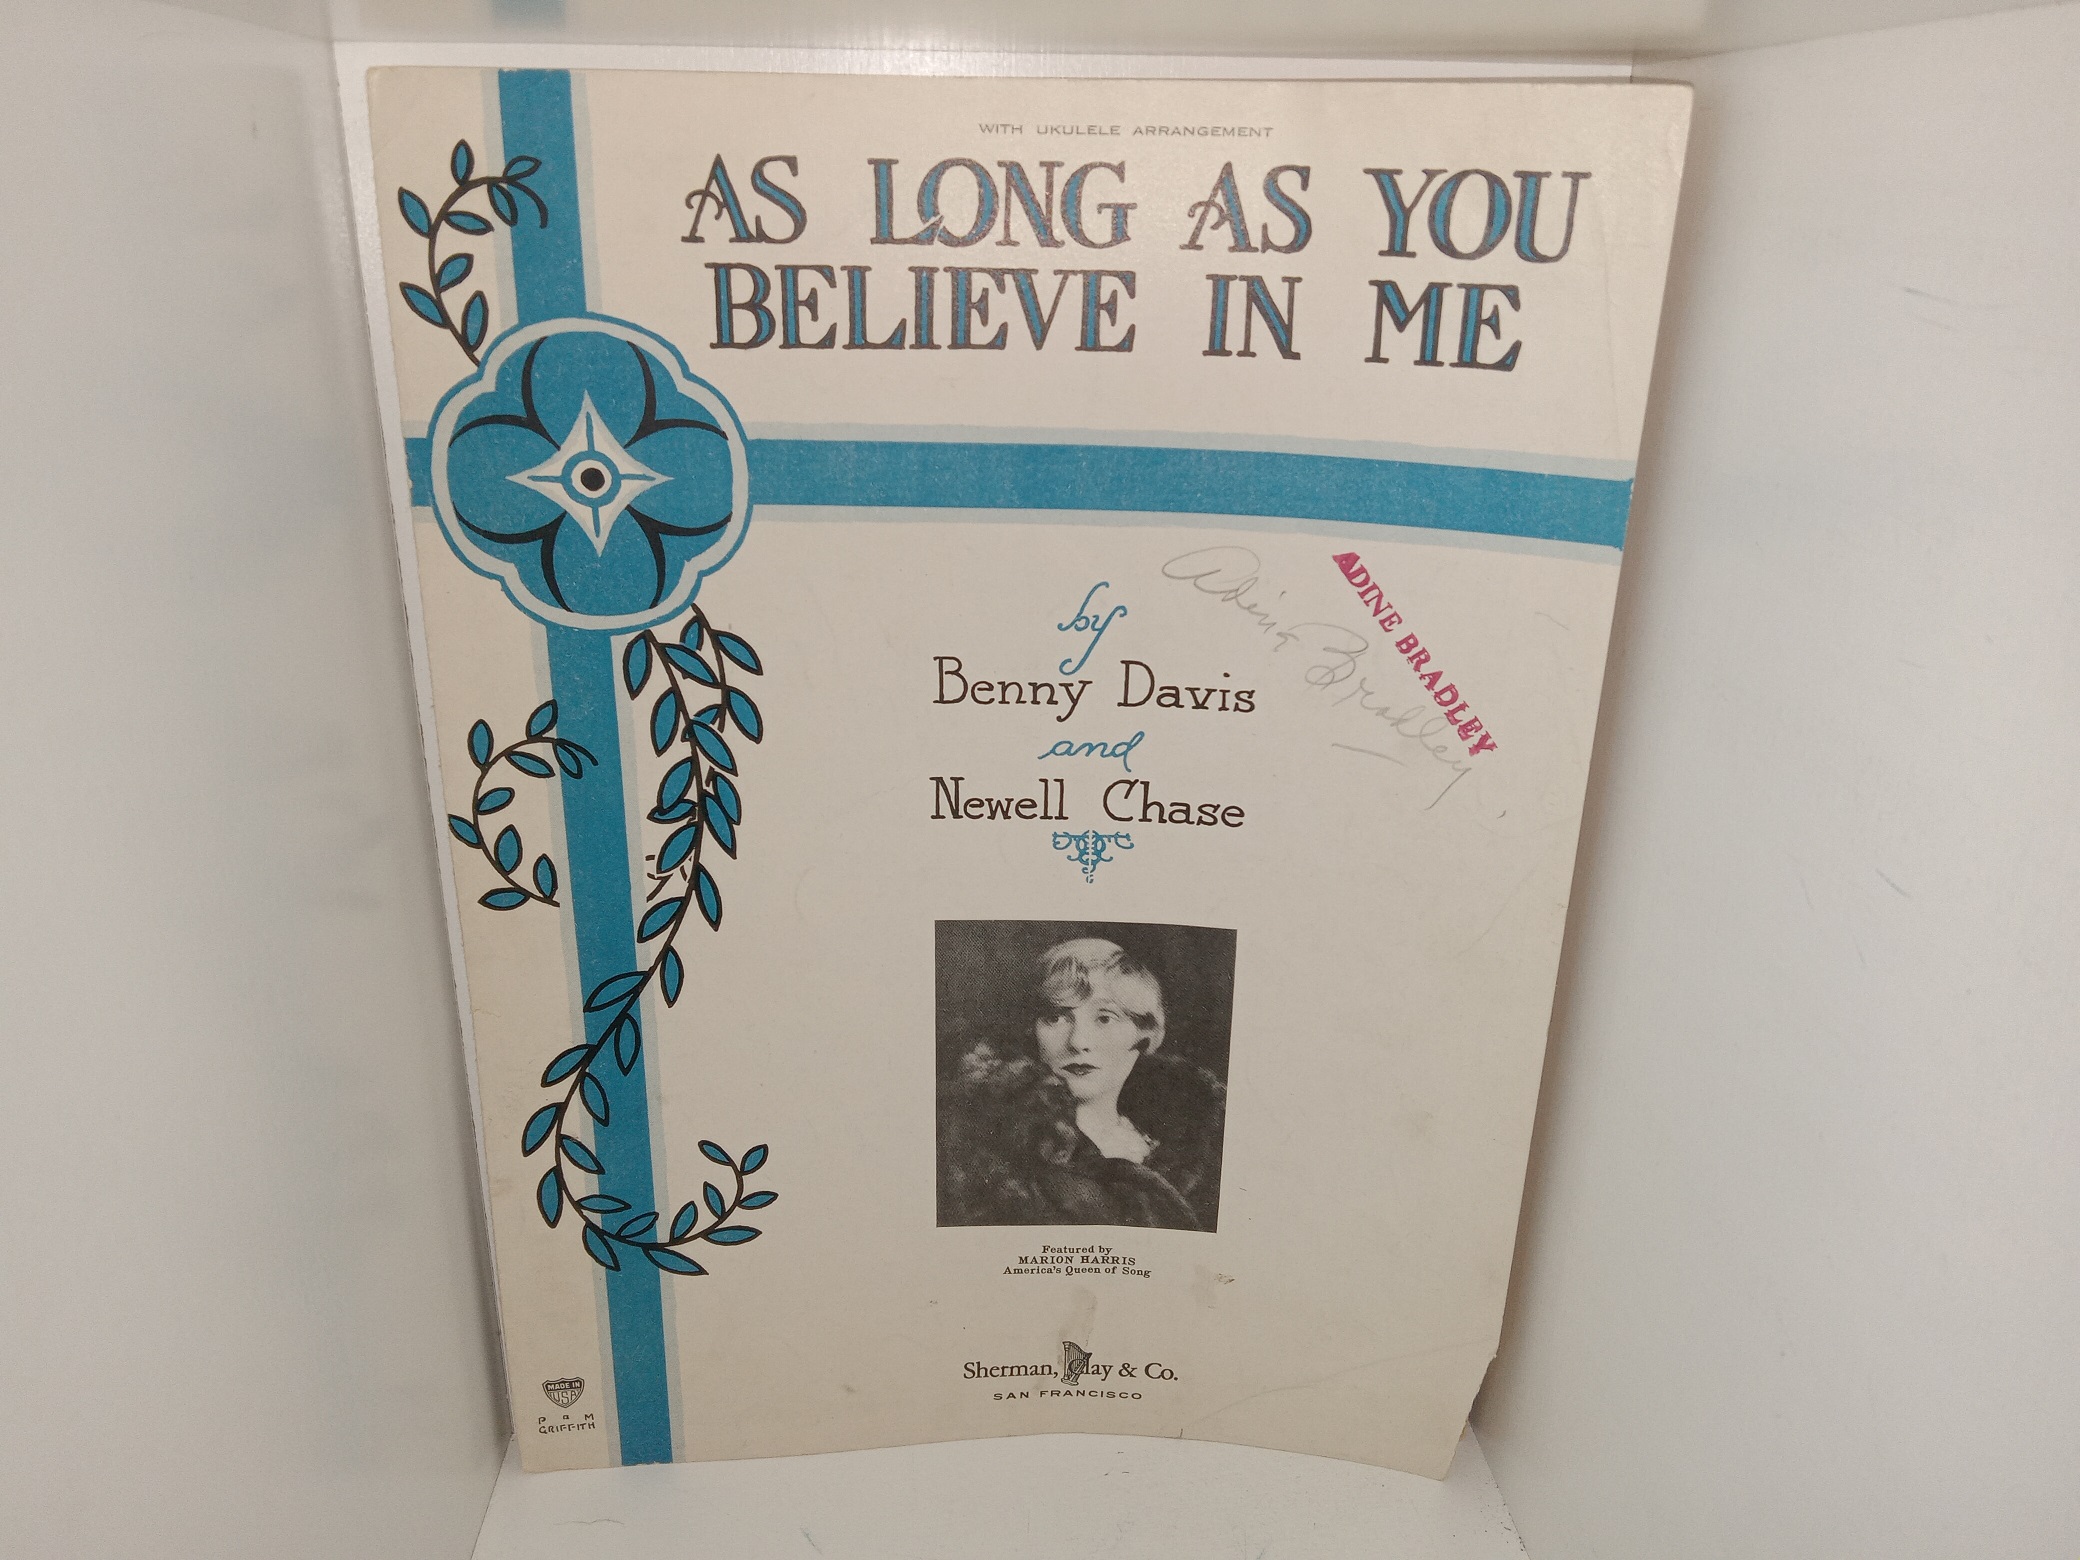 WITH UKULELE ARRANGEMENT
AS LONG AS YOU
BELIEVE IN ME
by
Benny Davis
and
Newell Chase
Adina Bradley
ADINE BRADLEY
Featured by
MARION HARRIS
America's Queen of Song
Sherman, Clay & Co.
SAN FRANCISCO
MADE IN
USA
P a M
GRIFFITH